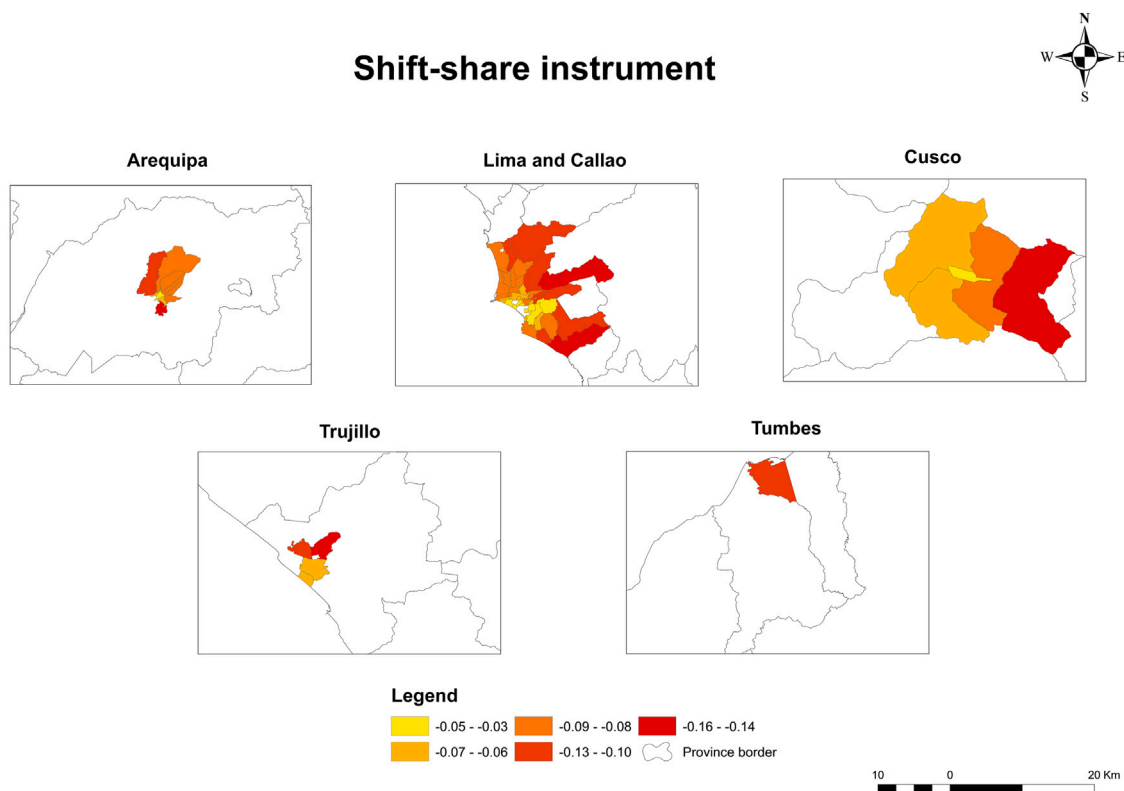 Shift-share instrument
N
W E
S
Arequipa
Lima and Callao
Cusco
Trujillo
Tumbes
Legend
-0.05 - -0.03
-0.09 - -0.08
-0.16 - -0.14
-0.07 - -0.06
-0.13 - -0.10
Province border
10 0 20 Km